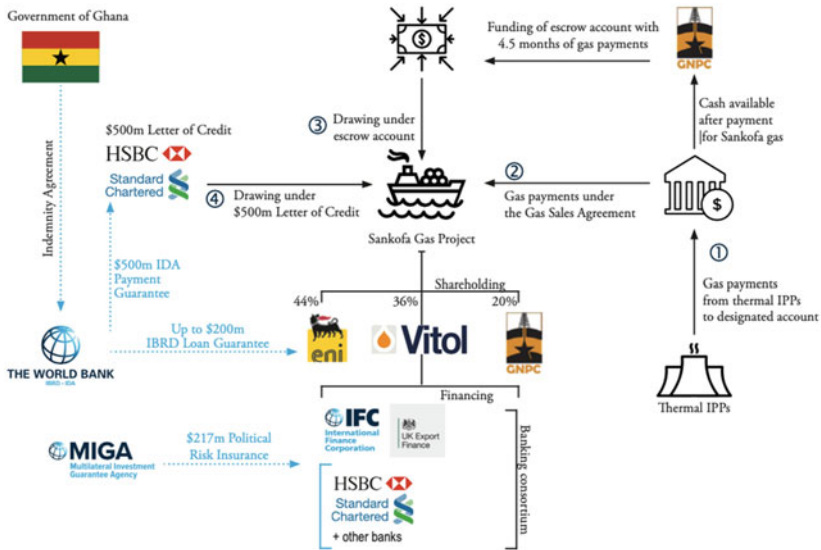 Government of Ghana
Funding of escrow account with
4.5 months of gas payments
GNPC
$
Indemnity Agreement
$500m Letter of Credit
HSBC
Standard
Chartered
③ Drawing under
escrow account
Cash available
after payment
|for Sankofa gas
②
Gas payments under
the Gas Sales Agreement
$
④ Drawing under
$500m Letter of Credit
Sankofa Gas Project
①
Gas payments
from thermal IPPs
to designated account
$500m IDA
Payment
Guarantee
Shareholding
44%
36%
20%
Up to $200m
IBRD Loan Guarantee
eni
Vitol
GNPC
THE WORLD BANK
IBRD • IDA
Thermal IPPs
Financing
IFC
International
Finance
Corporation
UK Export
Finance
Banking consortium
MIGA
Multilateral Investment
Guarantee Agency
$217m Political
Risk Insurance
HSBC
Standard
Chartered
+ other banks